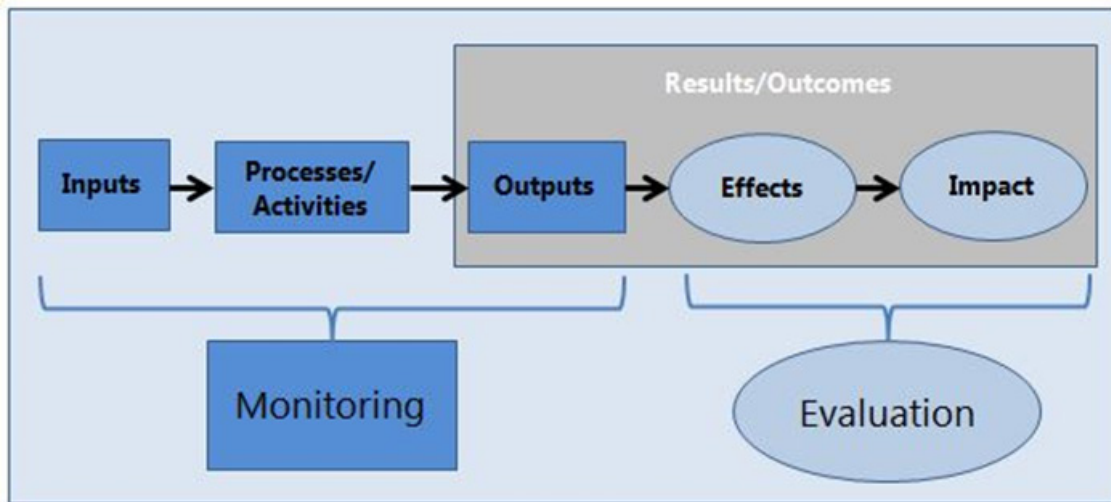 Results/Outcomes
Inputs
Processes/
Activities
Outputs
Effects
Impact
Monitoring
Evaluation